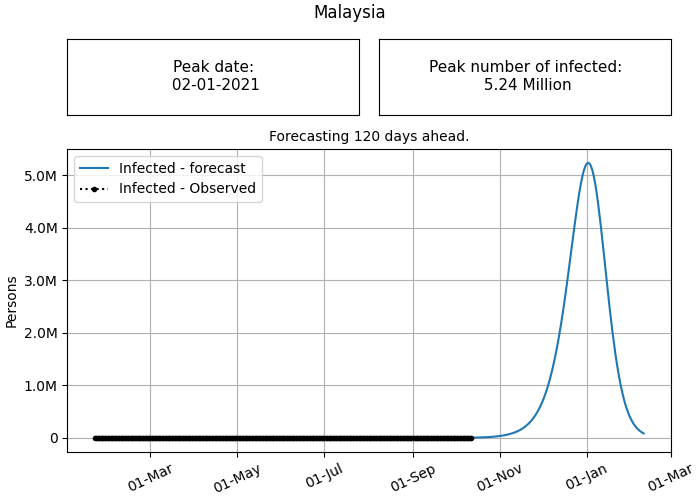 Malaysia
Peak date:
02-01-2021
Peak number of infected:
5.24 Million
Forecasting 120 days ahead.
Infected - forecast
Infected - Observed
Persons
5.0M
4.0M
3.0M
2.0M
1.0M
0
01-Mar
01-May
01-Jul
01-Sep
01-Nov
01-Jan
01-Mar